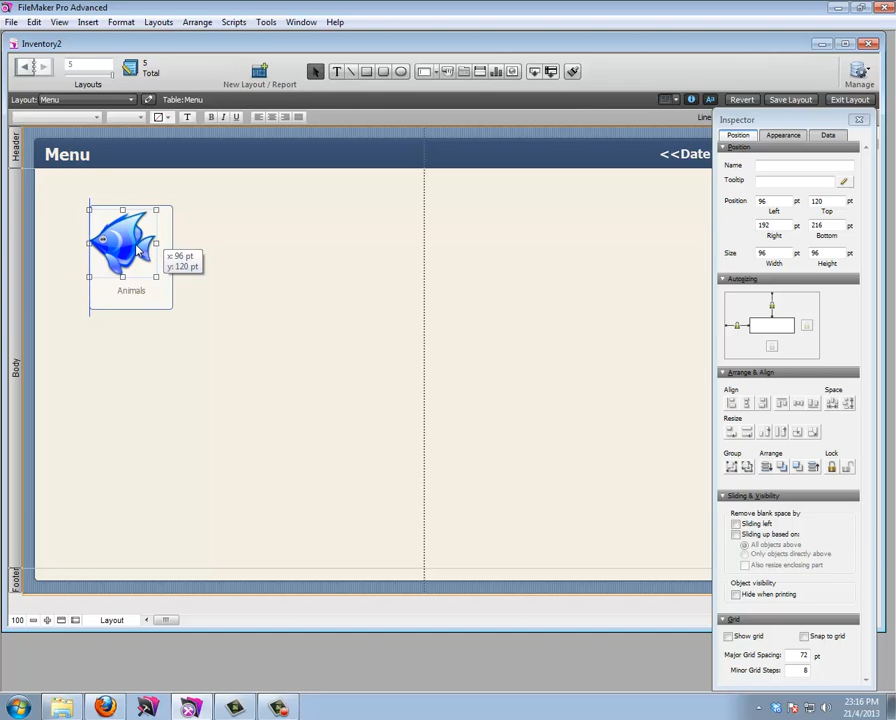 FileMaker Pro Advanced
File Edit View Insert Format Layouts Arrange Scripts Tools Window Help
Inventory2
5
Layouts
5
Total
New Layout / Report
Manage
Layout: Menu
Table:Menu
Revert
Save Layout
Exit Layout
B I U
Line
Header
Menu
<<Date
Animals
x: 96 pt
y: 120 pt
Body
Footer
100
Layout
Inspector
Position Appearance Data
Position
Name
Tooltip
Position 96 pt 120 pt
Left Top
192 pt 216 pt
Right Bottom
Size 96 pt 96 pt
Width Height
Autosizing
Arrange & Align
Align Space
Resize
Group Arrange Lock
Sliding & Visibility
Remove blank space by
Sliding left
Sliding up based on:
All objects above
Only objects directly above
Also resize enclosing part
Object visibility
Hide when printing
Grid
Show grid Snap to grid
Major Grid Spacing: 72 pt
Minor Grid Steps: 8
23:16 PM
21/4/2013